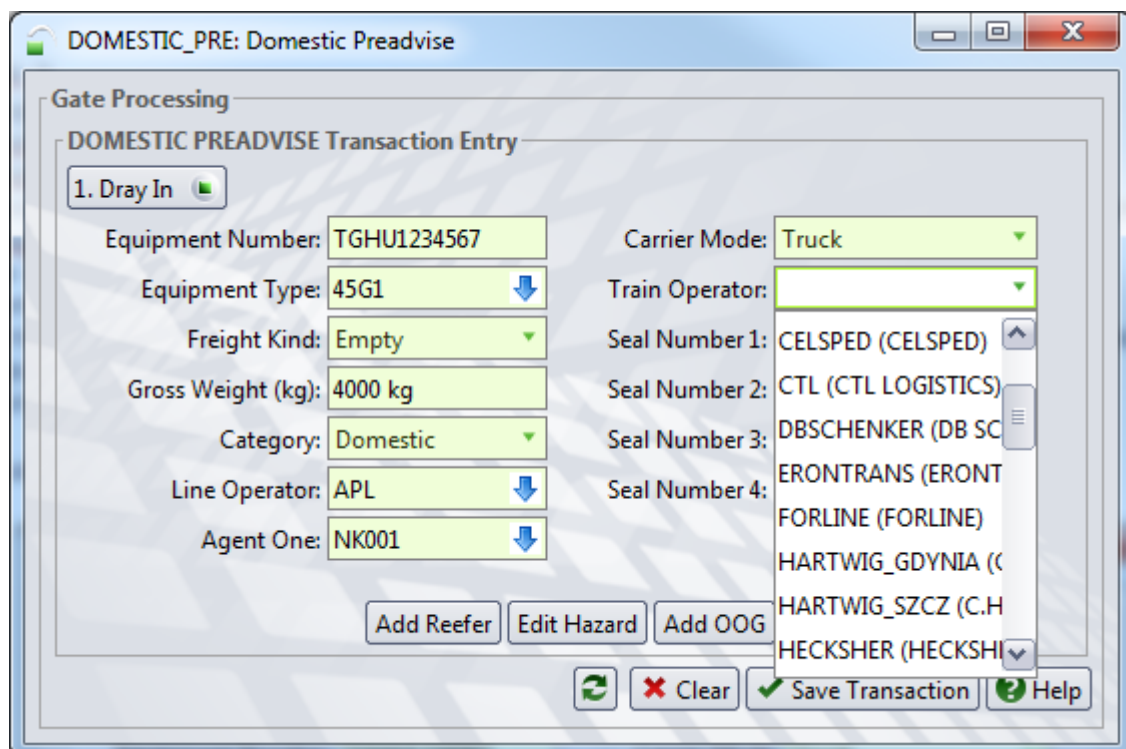 DOMESTIC_PRE: Domestic Preadvise
Gate Processing
DOMESTIC PREADVISE Transaction Entry
1. Dray In
Equipment Number: TGHU1234567
Carrier Mode: Truck
Equipment Type: 45G1
Train Operator:
Freight Kind: Empty
Seal Number 1:
CELSPED (CELSPED)
Gross Weight (kg): 4000 kg
Seal Number 2:
CTL (CTL LOGISTICS)
DBSCHENKER (DB SC
Category: Domestic
Seal Number 3:
ERONTRANS (ERONT
Line Operator: APL
Seal Number 4:
FORLINE (FORLINE)
Agent One: NK001
HARTWIG_GDYNIA (C
HARTWIG_SZCZ (C.H
HECKSHER (HECKSHI
Add Reefer
Edit Hazard
Add OOG
Clear
Save Transaction
Help